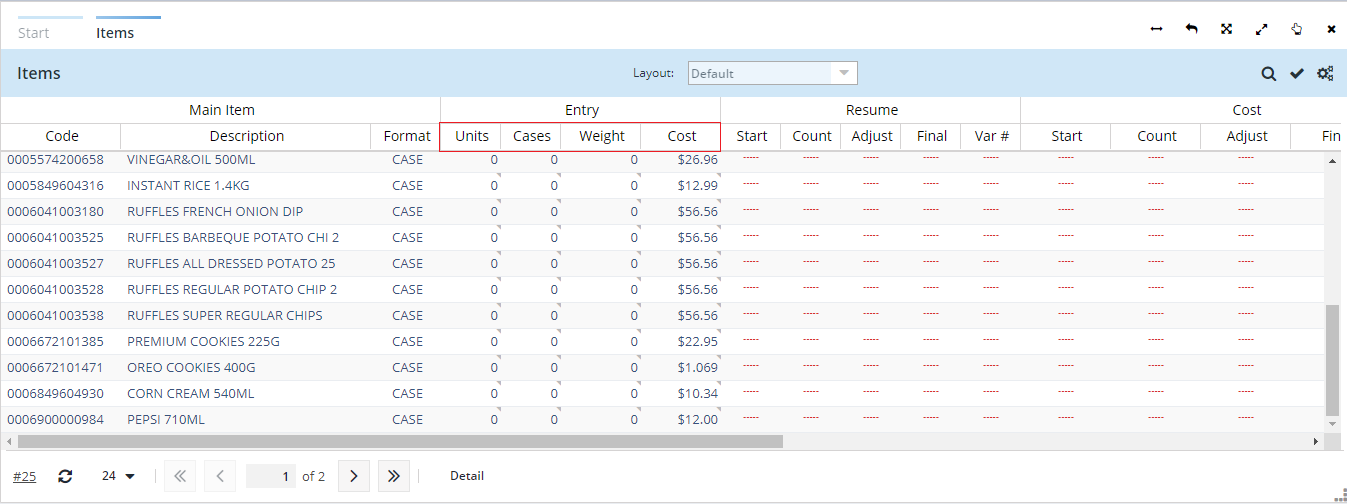 Start Items
Items Layout: Default
Main Item Entry Resume Cost
Code Description Format Units Cases Weight Cost Start Count Adjust Final Var # Start Count Adjust Fin
0005574200658 VINEGAR&OIL 500ML CASE 0 0 0 $26.96 ----- ----- ----- ----- ----- ----- ----- -----
0005849604316 INSTANT RICE 1.4KG CASE 0 0 0 $12.99 ----- ----- ----- ----- ----- ----- ----- -----
0006041003180 RUFFLES FRENCH ONION DIP CASE 0 0 0 $56.56 ----- ----- ----- ----- ----- ----- ----- -----
0006041003525 RUFFLES BARBEQUE POTATO CHI 2 CASE 0 0 0 $56.56 ----- ----- ----- ----- ----- ----- ----- -----
0006041003527 RUFFLES ALL DRESSED POTATO 25 CASE 0 0 0 $56.56 ----- ----- ----- ----- ----- ----- ----- -----
0006041003528 RUFFLES REGULAR POTATO CHIP 2 CASE 0 0 0 $56.56 ----- ----- ----- ----- ----- ----- ----- -----
0006041003538 RUFFLES SUPER REGULAR CHIPS CASE 0 0 0 $56.56 ----- ----- ----- ----- ----- ----- ----- -----
0006672101385 PREMIUM COOKIES 225G CASE 0 0 0 $22.95 ----- ----- ----- ----- ----- ----- ----- -----
0006672101471 OREO COOKIES 400G CASE 0 0 0 $1.069 ----- ----- ----- ----- ----- ----- ----- -----
0006849604930 CORN CREAM 540ML CASE 0 0 0 $10.34 ----- ----- ----- ----- ----- ----- ----- -----
0006900000984 PEPSI 710ML CASE 0 0 0 $12.00 ----- ----- ----- ----- ----- ----- ----- -----
#25 24 1 of 2 Detail